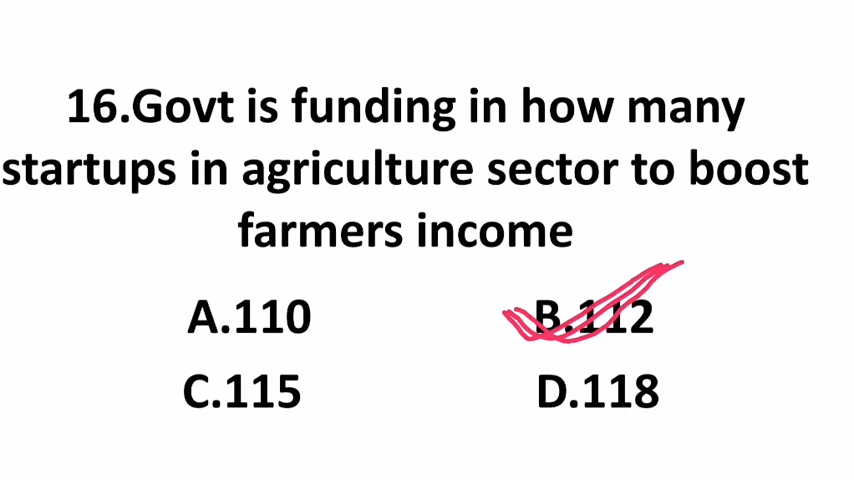 16.Govt is funding in how many
startups in agriculture sector to boost
farmers income
A.110 B.112
C.115 D.118